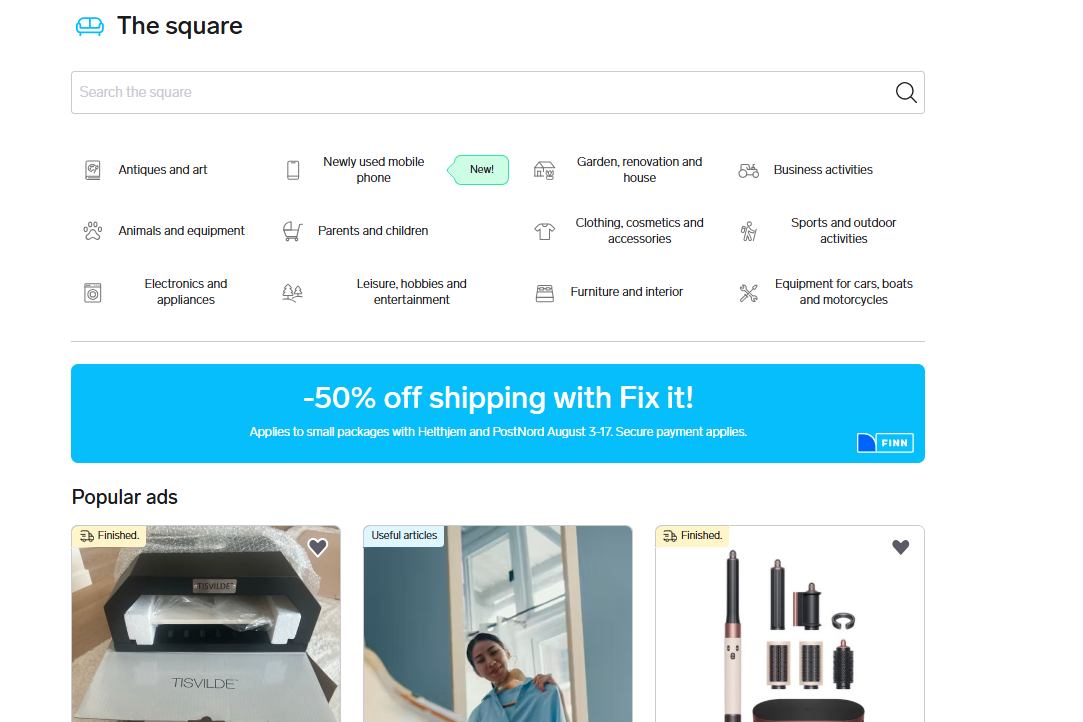 The square
Search the square
Antiques and art
Newly used mobile
phone
New!
Garden, renovation and
house
Business activities
Animals and equipment
Parents and children
Clothing, cosmetics and
accessories
Sports and outdoor
activities
Electronics and
appliances
Leisure, hobbies and
entertainment
Furniture and interior
Equipment for cars, boats
and motorcycles
-50% off shipping with Fix it!
Applies to small packages with Helthjem and PostNord August 3-17. Secure payment applies.
FINN
Popular ads
Finished.
Useful articles
Finished.
TISVILDE
TISVILDE